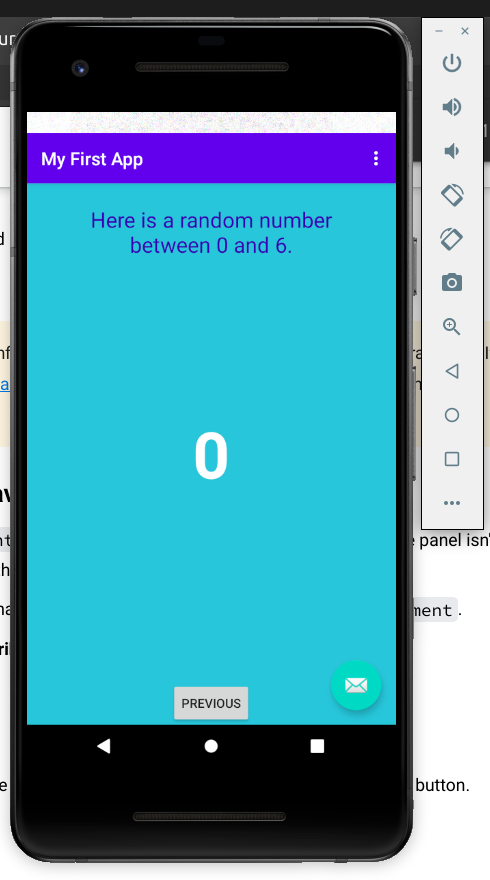 My First App
Here is a random number
between 0 and 6.
0
PREVIOUS
e panel isn'
ment.
button.